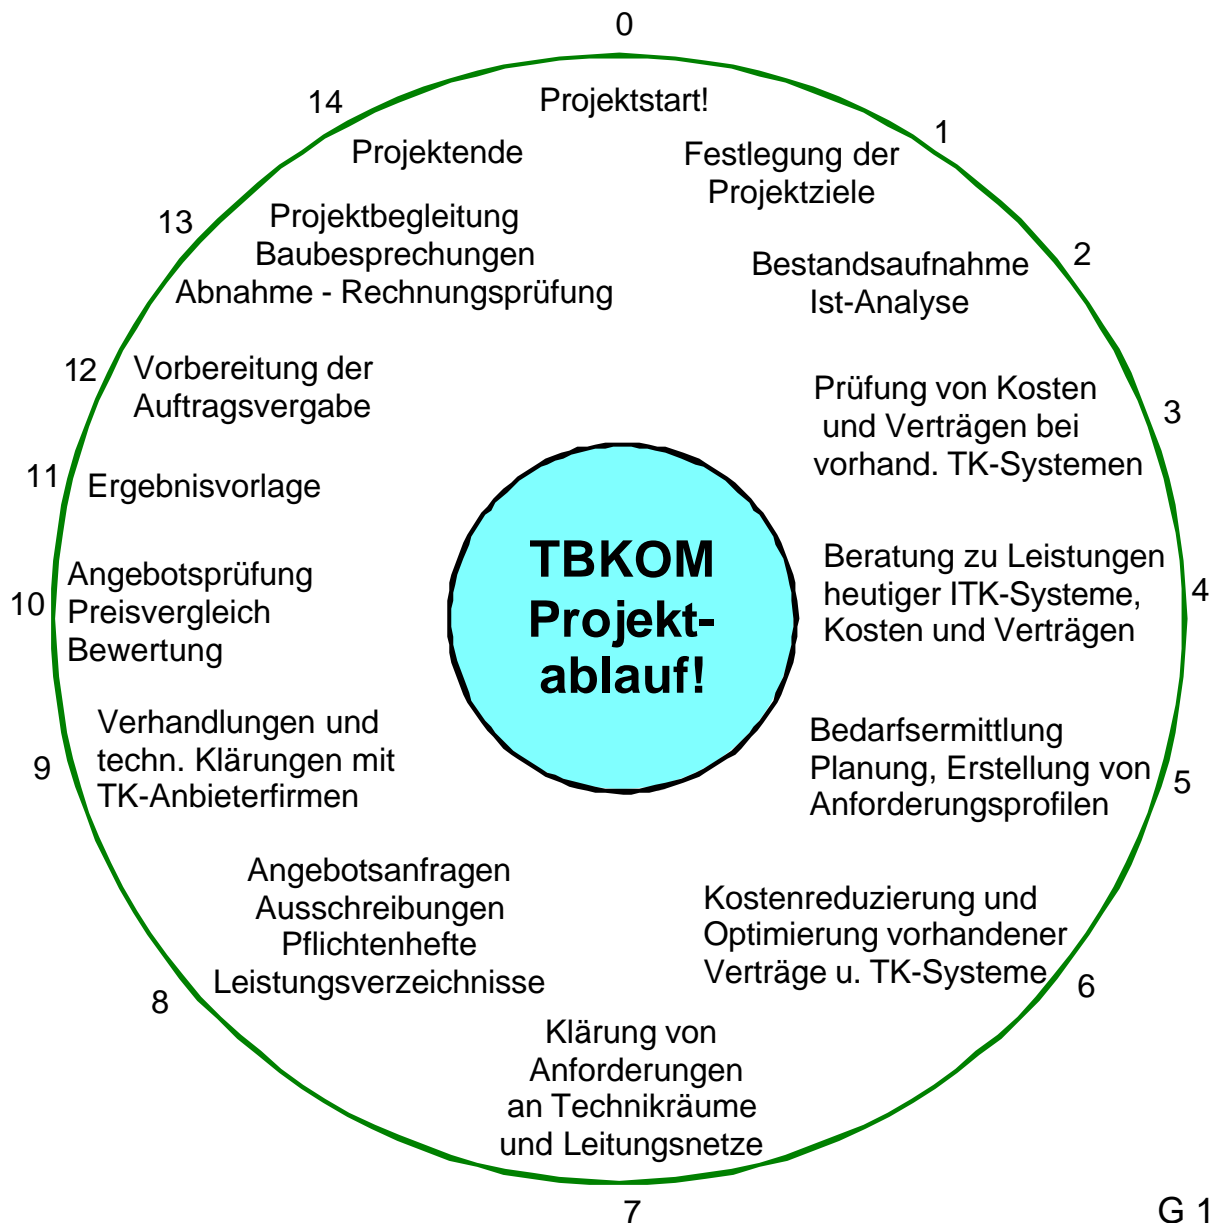 0
Projektstart!
1
Festlegung der
Projektziele
2
Bestandsaufnahme
Ist-Analyse
3
Prüfung von Kosten
und Verträgen bei
vorhand. TK-Systemen
4
Beratung zu Leistungen
heutiger ITK-Systeme,
Kosten und Verträgen
5
Bedarfsermittlung
Planung, Erstellung von
Anforderungsprofilen
6
Kostenreduzierung und
Optimierung vorhandener
Verträge u. TK-Systeme
7
Klärung von
Anforderungen
an Technikräume
und Leitungsnetze
8
Angebotsanfragen
Ausschreibungen
Pflichtenhefte
Leistungsverzeichnisse
9
Verhandlungen und
techn. Klärungen mit
TK-Anbieterfirmen
10
Angebotsprüfung
Preisvergleich
Bewertung
11
Ergebnisvorlage
12
Vorbereitung der
Auftragsvergabe
13
Projektbegleitung
Baubesprechungen
Abnahme - Rechnungsprüfung
14
Projektende
TBKOM
Projekt-
ablauf!
G 1